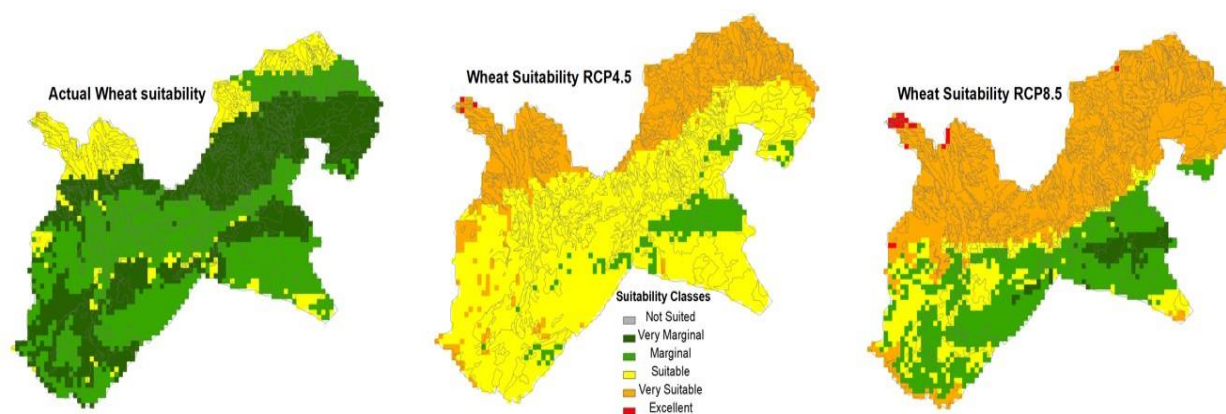 Actual Wheat suitability
Wheat Suitability RCP4.5
Wheat Suitability RCP8.5
Suitability Classes
Not Suited
Very Marginal
Marginal
Suitable
Very Suitable
Excellent